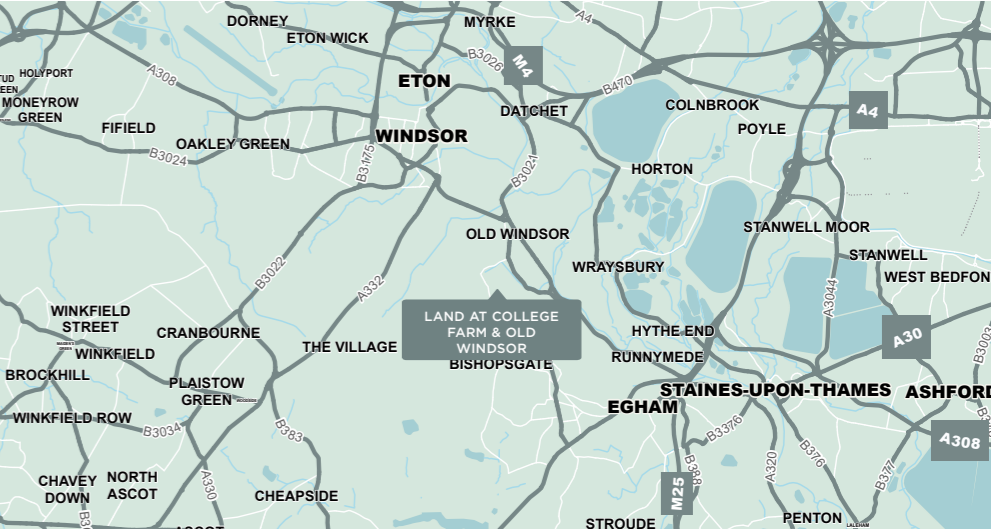 DORNEY
MYRKE
A4
ETON WICK
B3026
M4
HOLYPORT
A308
ETON
B470
MONEYROW
GREEN
DATCHET
COLNBROOK
A4
FIFIELD
POYLE
WINDSOR
OAKLEY GREEN
B3024
B3175
B3021
HORTON
OLD WINDSOR
STANWELL MOOR
STANWELL
WRAYSBURY
WEST BEDFON
B3022
A332
A3044
LAND AT COLLEGE
FARM & OLD
WINDSOR
WINKFIELD
STREET
CRANBOURNE
THE VILLAGE
HYTHE END
A30
B3003
WINKFIELD
RUNNYMEDE
BISHOPSGATE
BROCKHILL
PLAISTOW
GREEN
WOODSIDE
STAINES-UPON-THAMES
ASHFORD
EGHAM
WINKFIELD ROW
B3034
B383
B3376
A308
CHAVEY
DOWN
NORTH
ASCOT
A330
CHEAPSIDE
B388
M25
A320
B376
B377
PENTON
LALEHAM
STROUDE
ASCOT